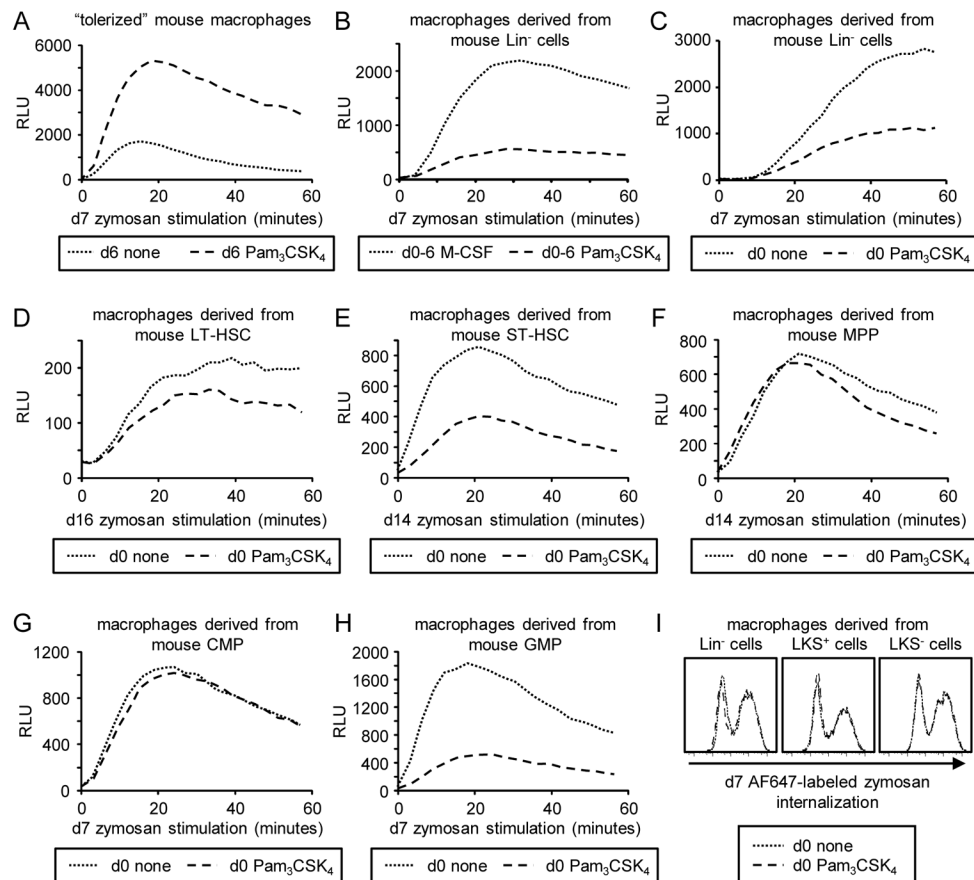 A
"tolerized" mouse macrophages
RLU
6000
4000
2000
0
0 20 40 60
d7 zymosan stimulation (minutes)
d6 none d6 Pam₃CSK₄
B
macrophages derived from
mouse Lin⁻ cells
RLU
2000
1000
0
0 20 40 60
d7 zymosan stimulation (minutes)
d0-6 M-CSF d0-6 Pam₃CSK₄
C
macrophages derived from
mouse Lin⁻ cells
RLU
3000
2000
1000
0
0 20 40 60
d7 zymosan stimulation (minutes)
d0 none d0 Pam₃CSK₄
D
macrophages derived from
mouse LT-HSC
RLU
200
100
0
0 20 40 60
d16 zymosan stimulation (minutes)
d0 none d0 Pam₃CSK₄
E
macrophages derived from
mouse ST-HSC
RLU
800
600
400
200
0
0 20 40 60
d14 zymosan stimulation (minutes)
d0 none d0 Pam₃CSK₄
F
macrophages derived from
mouse MPP
RLU
800
600
400
200
0
0 20 40 60
d14 zymosan stimulation (minutes)
d0 none d0 Pam₃CSK₄
G
macrophages derived from
mouse CMP
RLU
1200
800
400
0
0 20 40 60
d7 zymosan stimulation (minutes)
d0 none d0 Pam₃CSK₄
H
macrophages derived from
mouse GMP
RLU
2000
1600
1200
800
400
0
0 20 40 60
d7 zymosan stimulation (minutes)
d0 none d0 Pam₃CSK₄
I
macrophages derived from
Lin⁻ cells LKS⁺ cells LKS⁻ cells
d7 AF647-labeled zymosan
internalization
d0 none
d0 Pam₃CSK₄